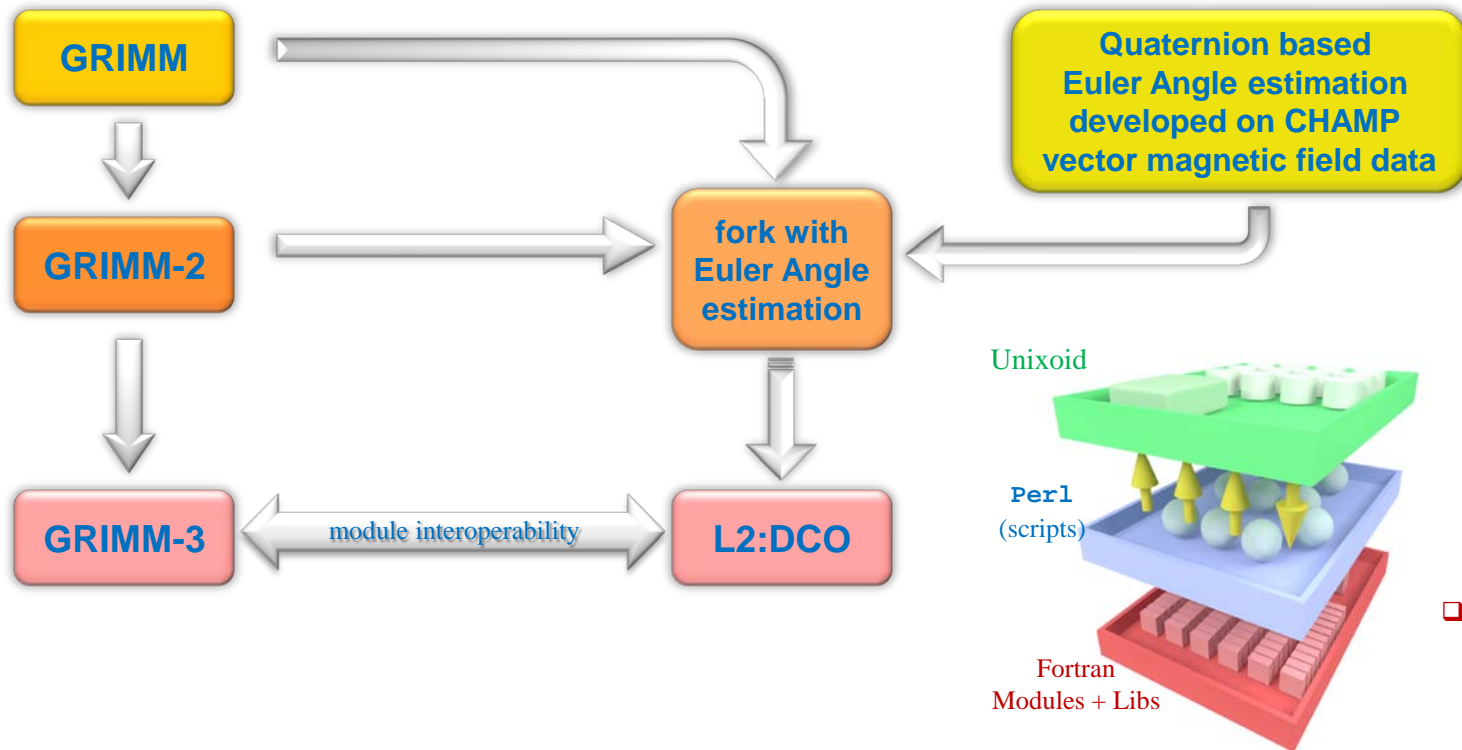 GRIMM
Quaternion based
Euler Angle estimation
developed on CHAMP
vector magnetic field data
GRIMM-2
fork with
Euler Angle
estimation
GRIMM-3
module interoperability
L2:DCO
Unixoid
Perl
(scripts)
Fortran
Modules + Libs